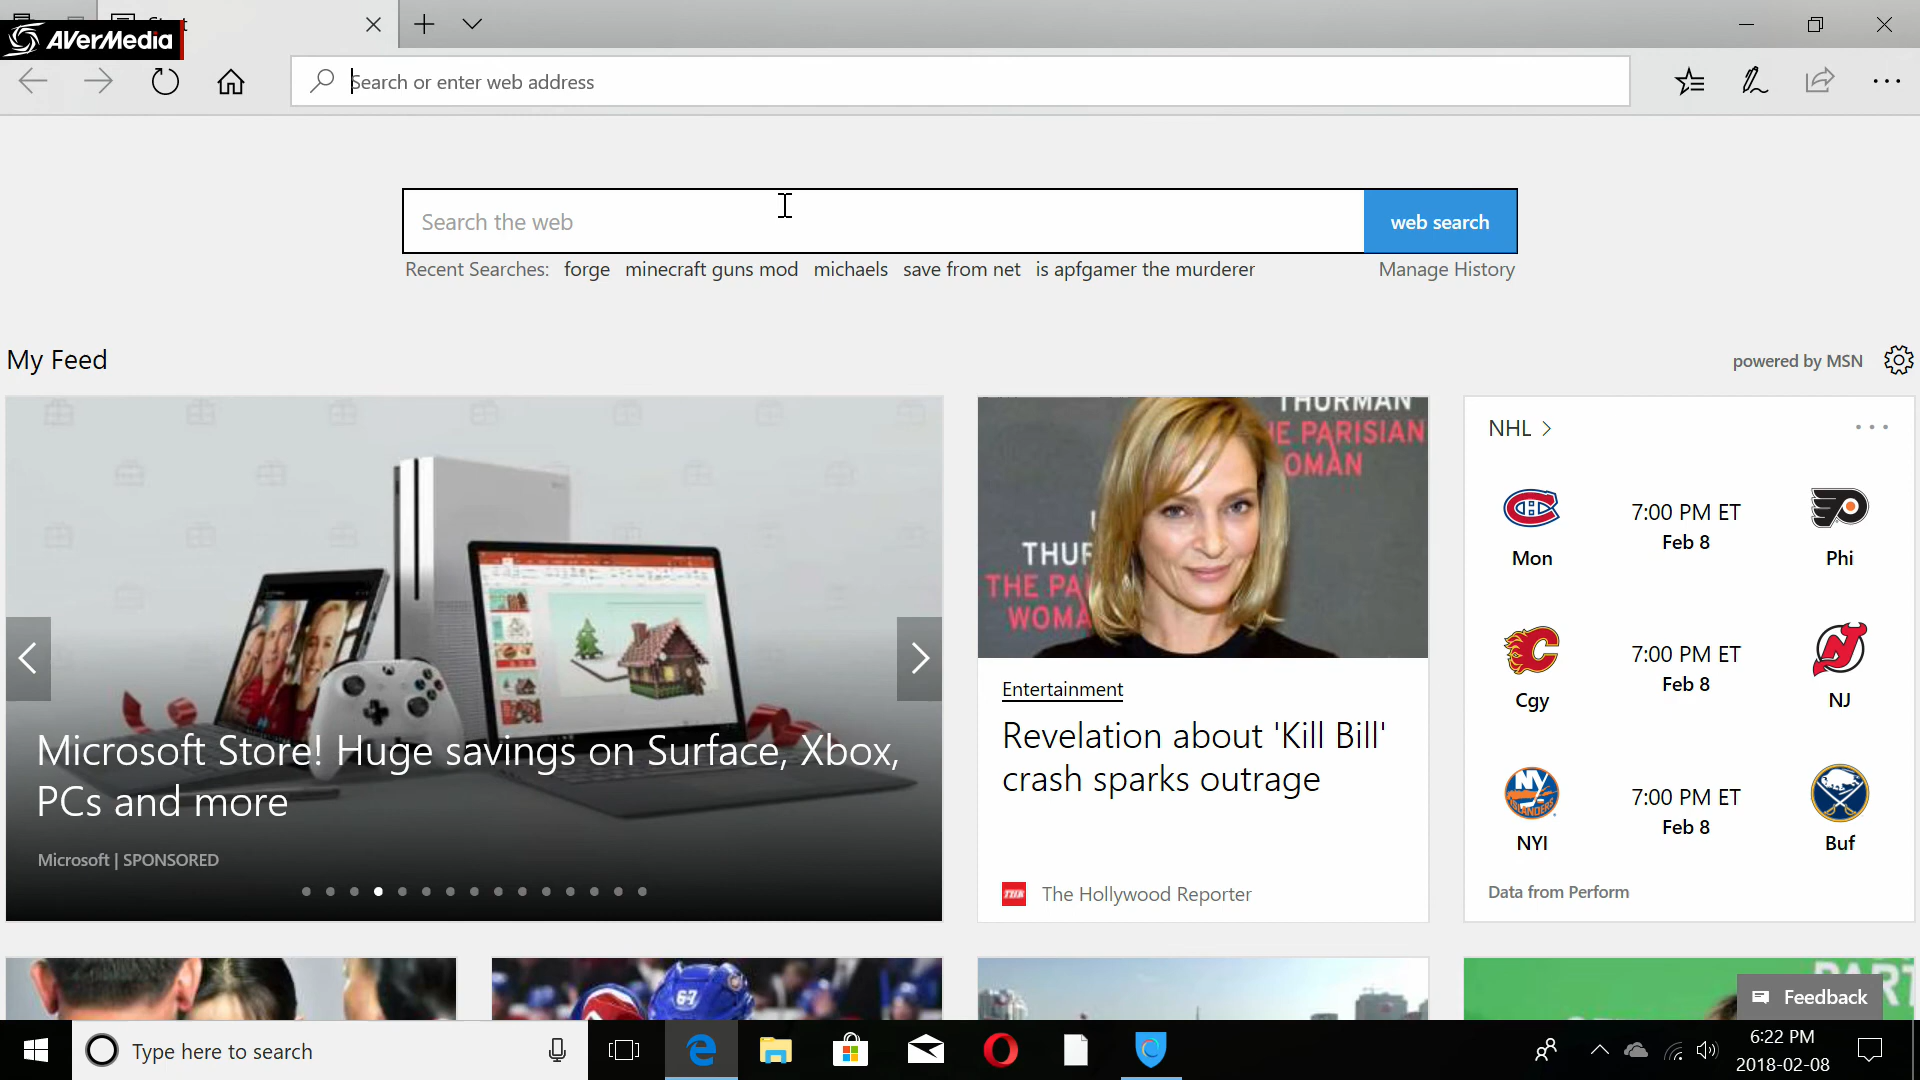 AVerMedia
Search or enter web address
Search the web
web search
Recent Searches: forge minecraft guns mod michaels save from net is apfgamer the murderer Manage History
My Feed
powered by MSN
Microsoft Store! Huge savings on Surface, Xbox,
PCs and more
Microsoft | SPONSORED
THURMAN
THE PARISIAN
WOMAN
THUR
THE PA
WOMA
Entertainment
Revelation about 'Kill Bill'
crash sparks outrage
The Hollywood Reporter
NHL
7:00 PM ET
Feb 8
Mon
Phi
7:00 PM ET
Feb 8
Cgy
NJ
7:00 PM ET
Feb 8
NYI
Buf
Data from Perform
67
Feedback
Type here to search
6:22 PM
2018-02-08